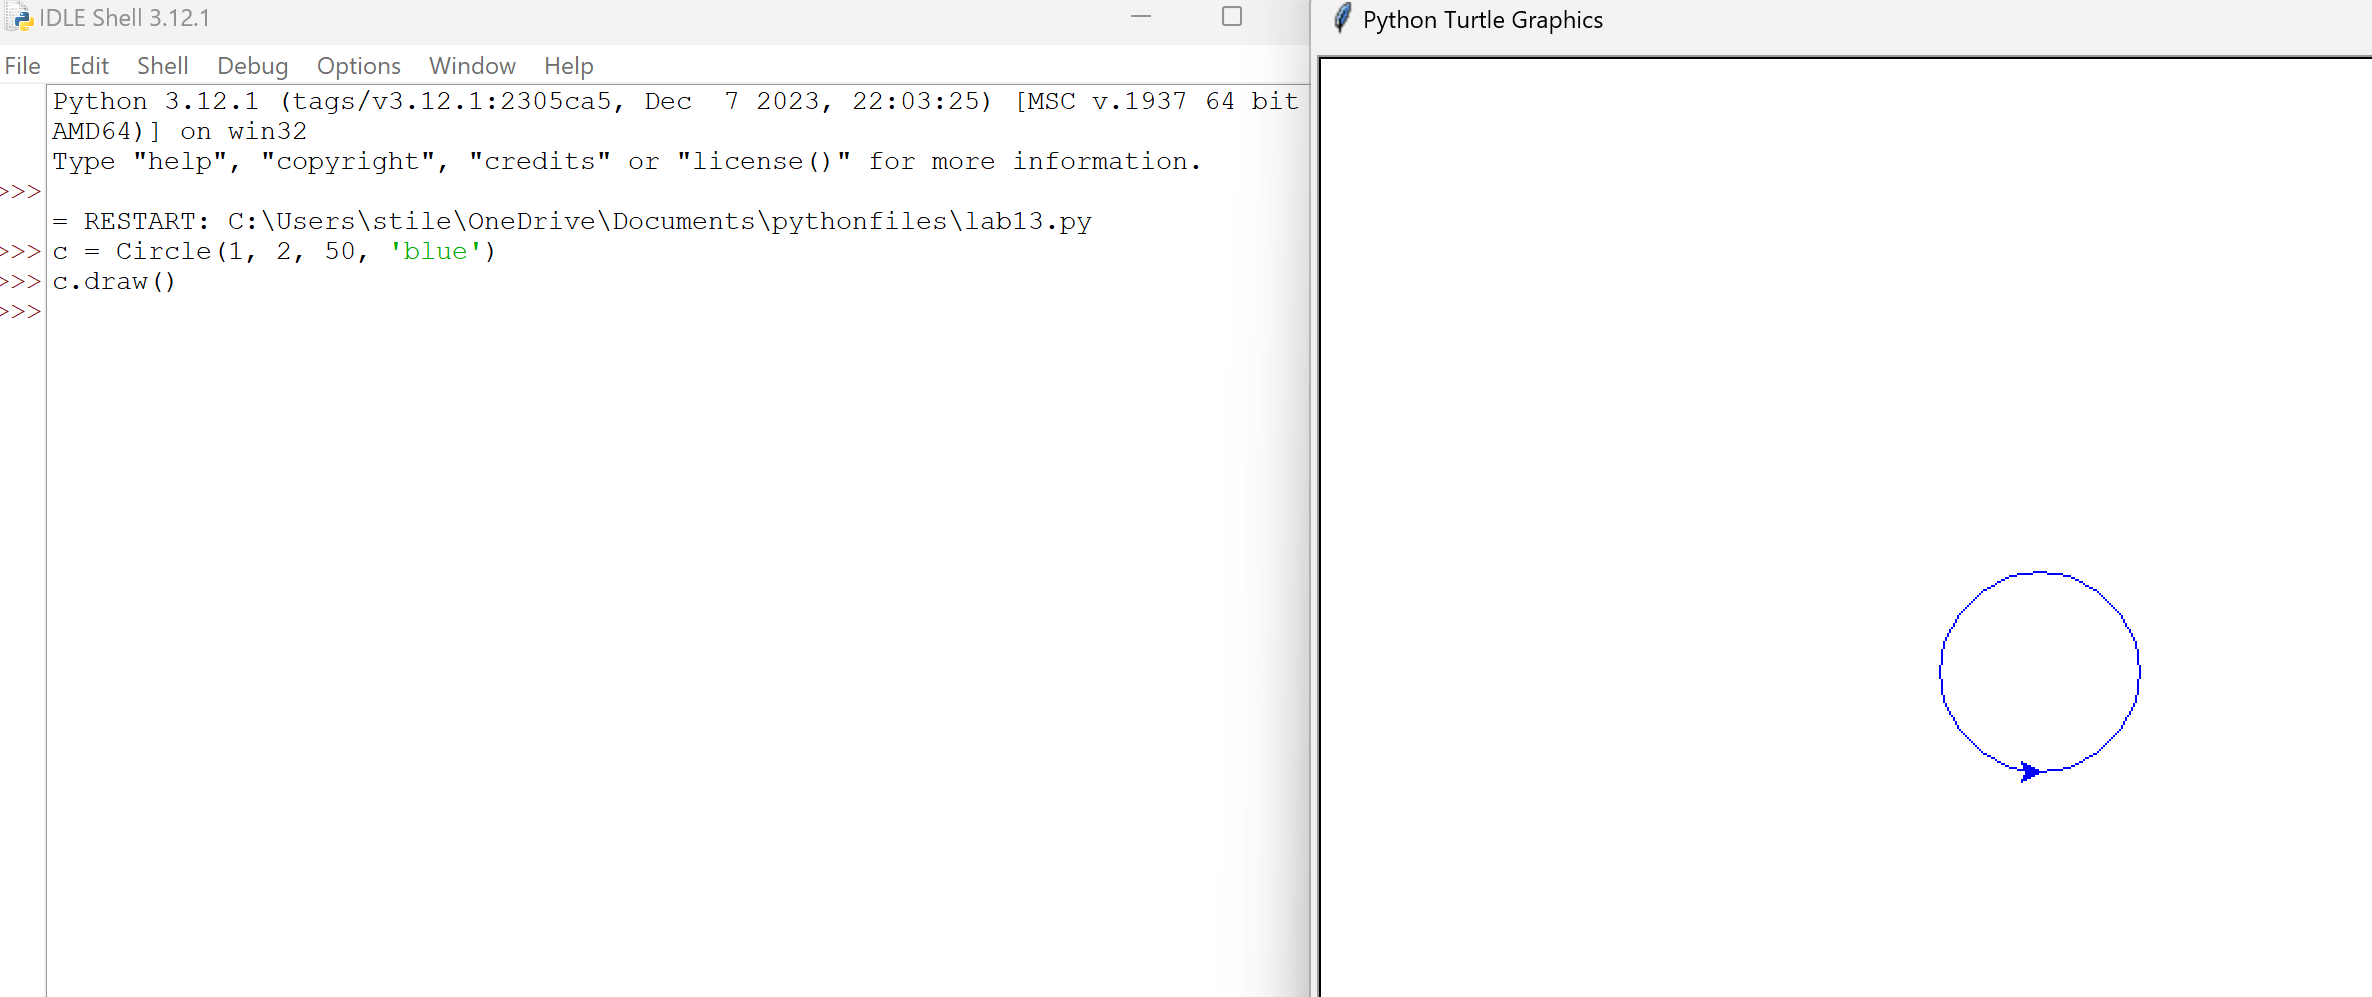 IDLE Shell 3.12.1
File Edit Shell Debug Options Window Help
Python 3.12.1 (tags/v3.12.1:2305ca5, Dec  7 2023, 22:03:25) [MSC v.1937 64 bit
AMD64)] on win32
Type "help", "copyright", "credits" or "license()" for more information.
>>>
= RESTART: C:\Users\stile\OneDrive\Documents\pythonfiles\lab13.py
>>> c = Circle(1, 2, 50, 'blue')
>>> c.draw()
>>>
Python Turtle Graphics